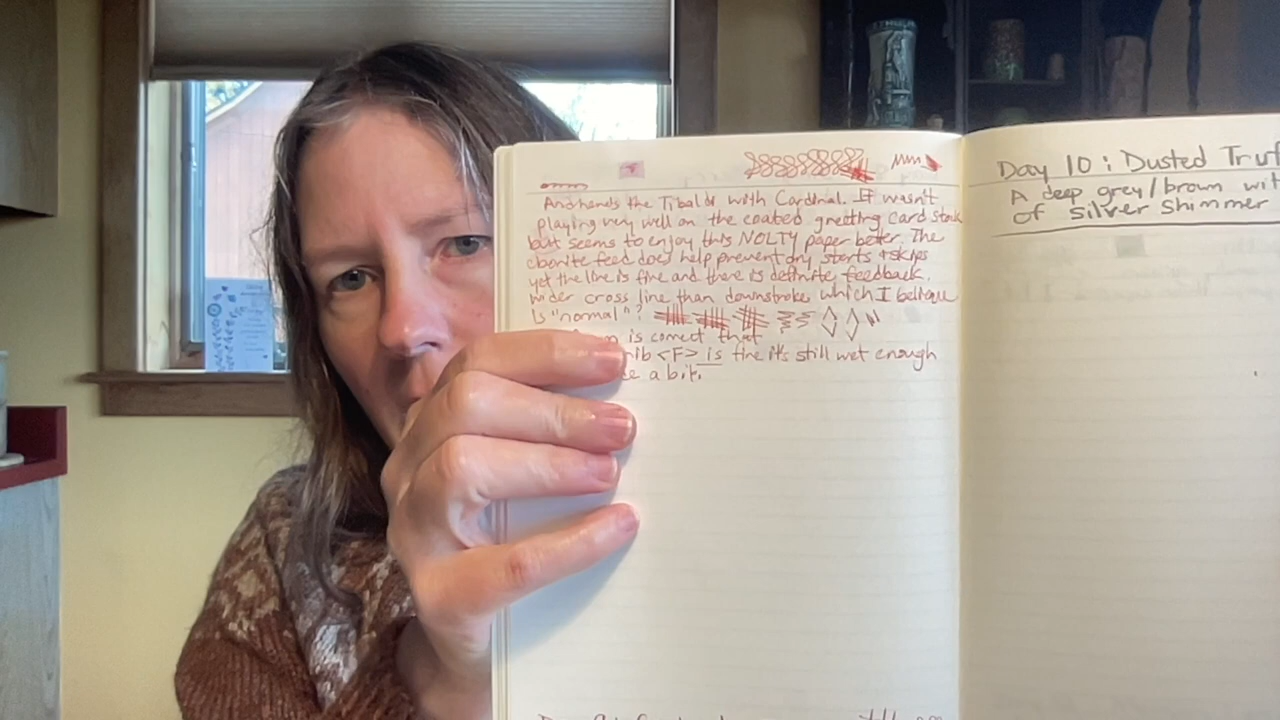 And here's the Tibaldi with Cardinal. It wasn't
playing very well on the coated greeting card stock
but seems to enjoy this NOLTY paper better. The
ebonite feed does help prevent any starts & skips
yet the line is fine and there is definite feedback.
Wider cross line than downstroke which I believe
is "normal"?
is correct that
nib <F> is fine it's still wet enough
a bit.
Day 10: Dusted Truf
A deep grey/brown wit
of silver shimmer